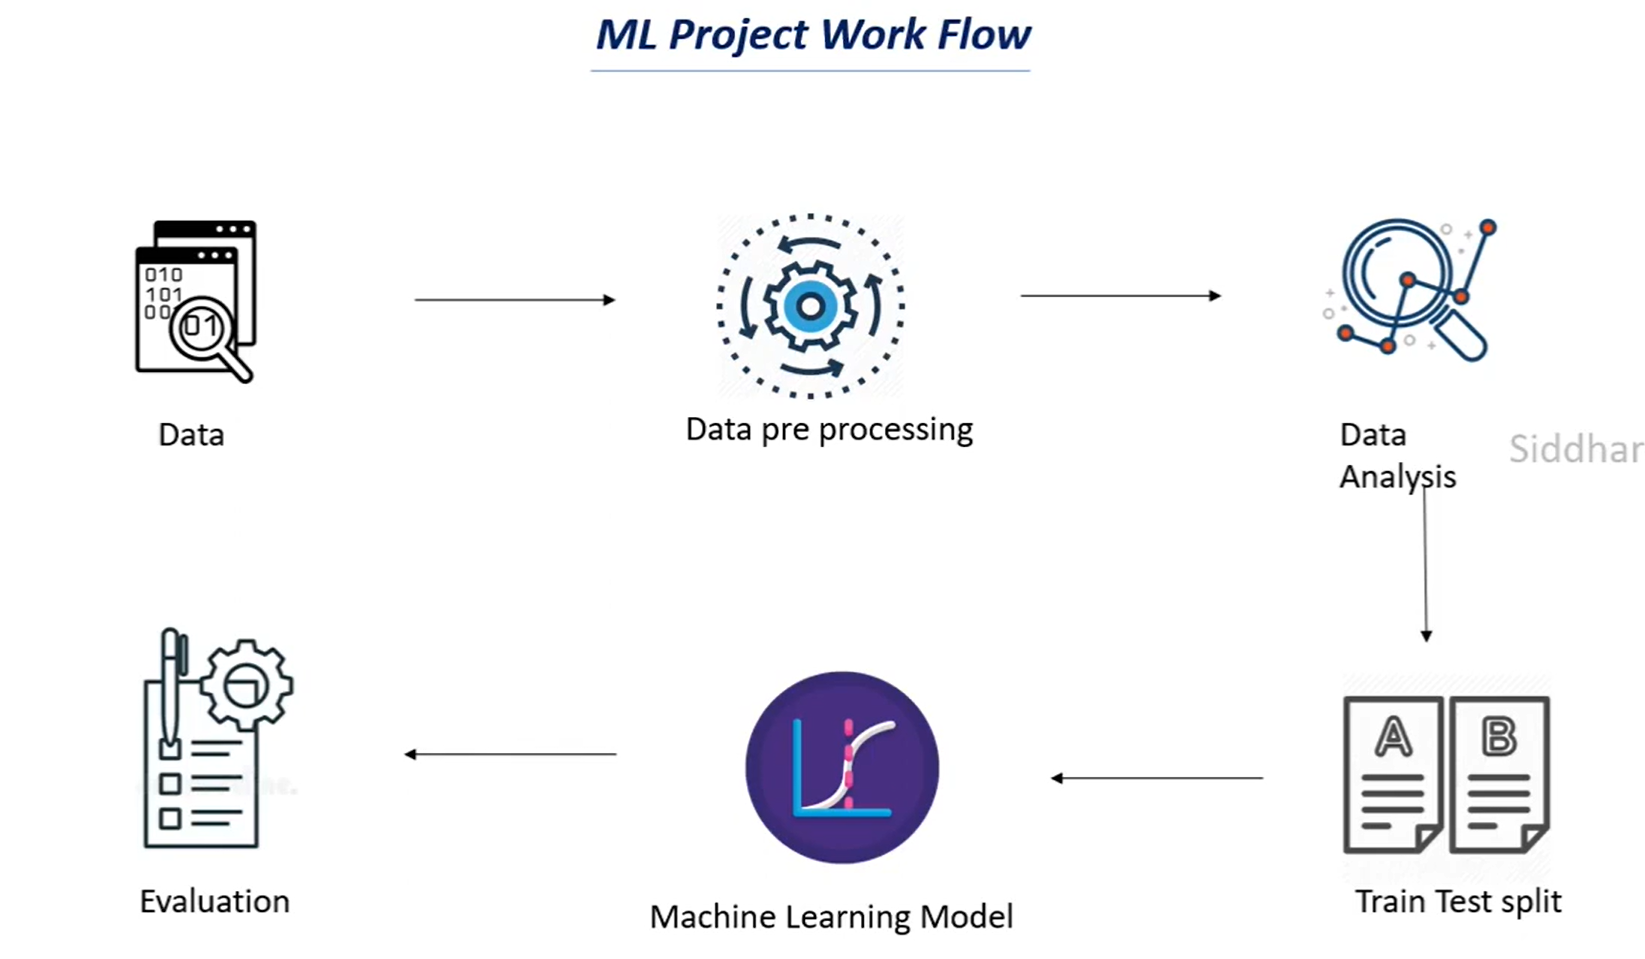 ML Project Work Flow
010
101
00
01
Data
Data pre processing
Data
Analysis
Siddhar
A
B
Evaluation
Machine Learning Model
Train Test split